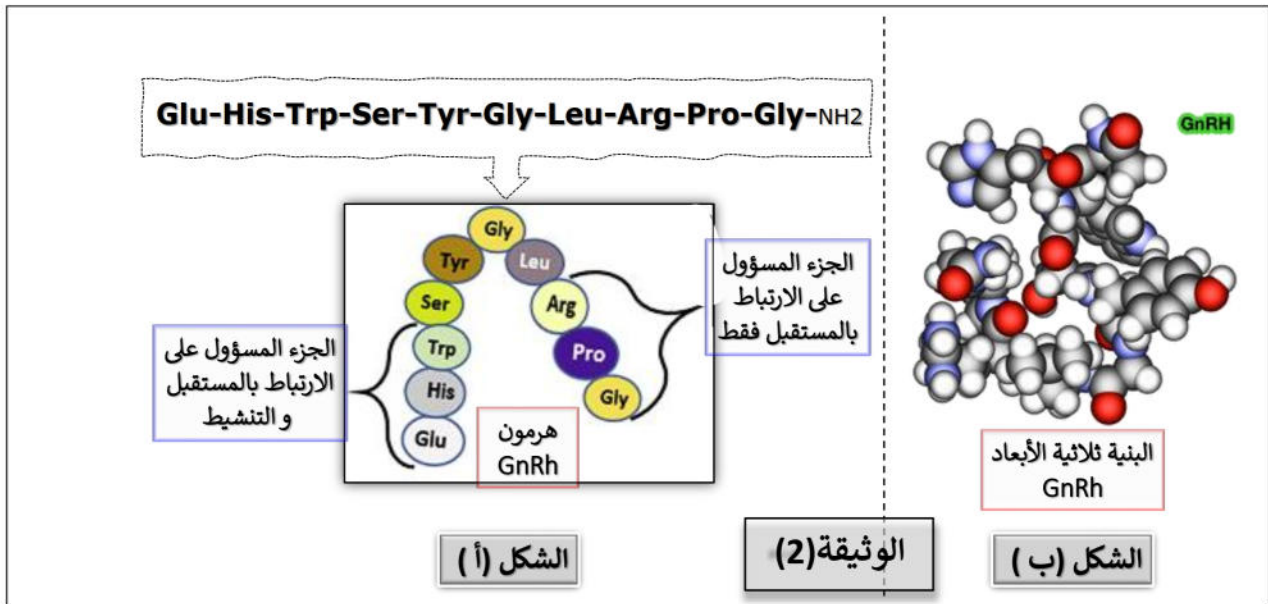 Glu-His-Trp-Ser-Tyr-Gly-Leu-Arg-Pro-Gly-NH2
GnRH
Gly
Tyr
Leu
Ser
Arg
Trp
Pro
His
Gly
Glu
الجزء المسؤول
على الارتباط
بالمستقبل فقط
الجزء المسؤول على
الارتباط بالمستقبل
و التنشيط
هرمون
GnRh
البنية ثلاثية الأبعاد
GnRh
الشكل (ب )
الوثيقة(2)
الشكل (أ )